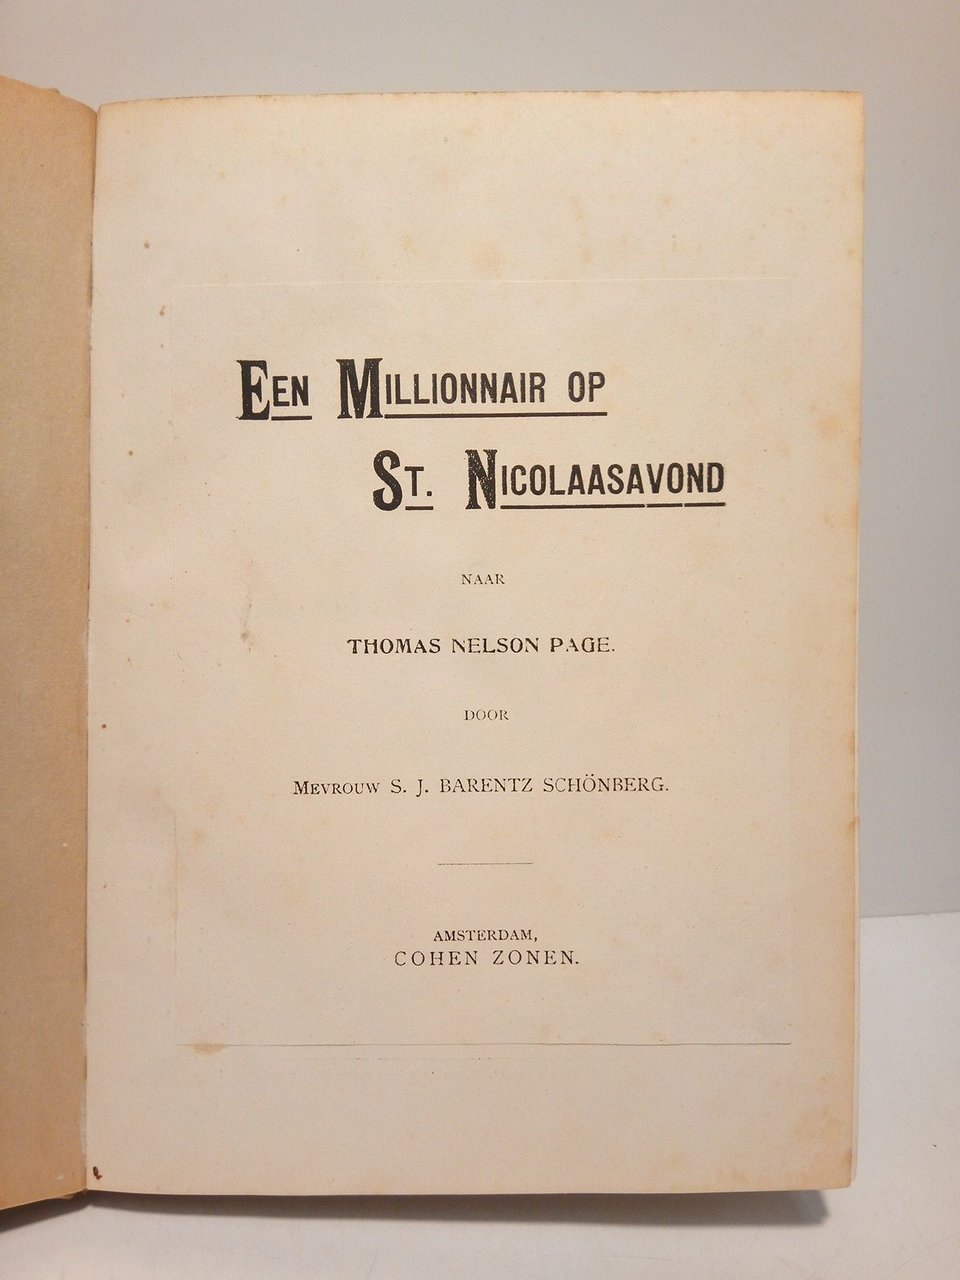 EEN MILLIONNAIR OP
ST. NICOLAASAVOND
NAAR
THOMAS NELSON PAGE.
DOOR
MEVROUW S. J. BARENTZ SCHÖNBERG.
AMSTERDAM,
COHEN ZONEN.